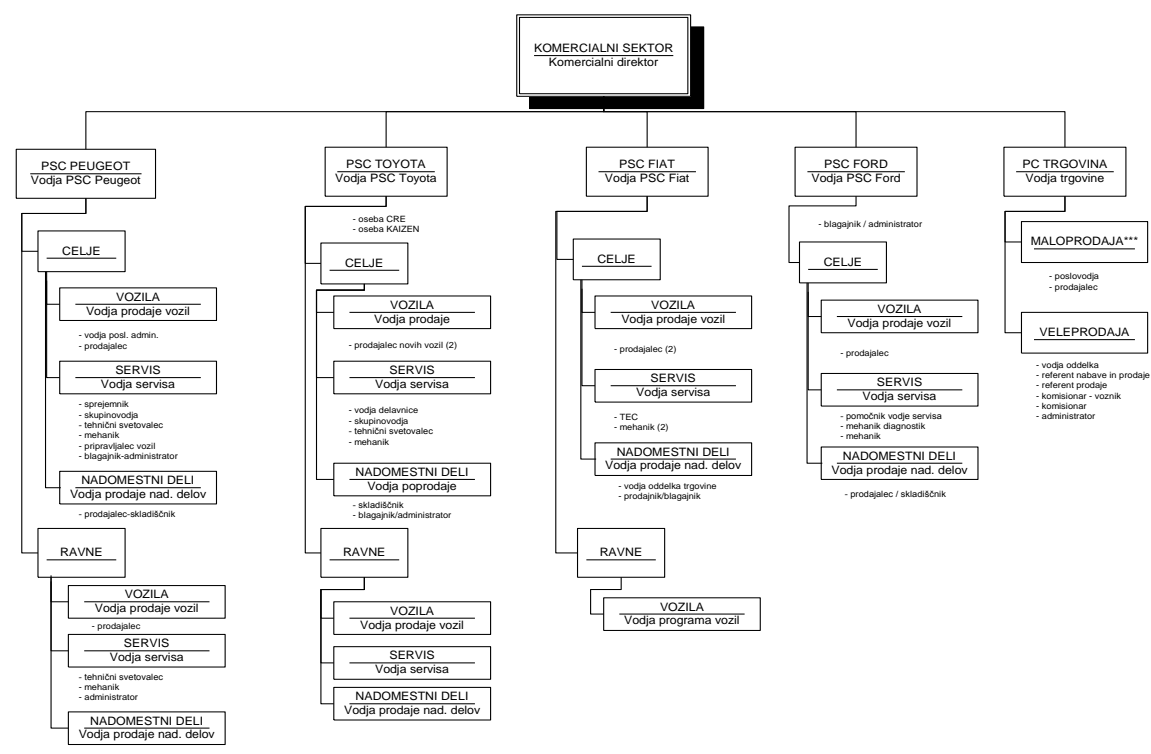 KOMERCIALNI SEKTOR
Komercialni direktor
PSC PEUGEOT
Vodja PSC Peugeot
CELJE
VOZILA
Vodja prodaje vozil
- vodja posl. admin.
- prodajalec
SERVIS
Vodja servisa
- sprejemnik
- skupinovodja
- tehnični svetovalec
- mehanik
- pripravljalec vozil
- blagajnik-administrator
NADOMESTNI DELI
Vodja prodaje nad. delov
- prodajalec-skladiščnik
RAVNE
VOZILA
Vodja prodaje vozil
- prodajalec
SERVIS
Vodja servisa
- tehnični svetovalec
- mehanik
- administrator
NADOMESTNI DELI
Vodja prodaje nad. delov
PSC TOYOTA
Vodja PSC Toyota
- oseba CRE
- oseba KAIZEN
CELJE
VOZILA
Vodja prodaje
- prodajalec novih vozil (2)
SERVIS
Vodja servisa
- vodja delavnice
- skupinovodja
- tehnični svetovalec
- mehanik
NADOMESTNI DELI
Vodja poprodaje
- skladiščnik
- blagajnik/administrator
RAVNE
VOZILA
Vodja prodaje vozil
SERVIS
Vodja servisa
NADOMESTNI DELI
Vodja prodaje nad. delov
PSC FIAT
Vodja PSC Fiat
CELJE
VOZILA
Vodja prodaje vozil
- prodajalec (2)
SERVIS
Vodja servisa
- TEC
- mehanik (2)
NADOMESTNI DELI
Vodja prodaje nad. delov
- vodja oddelka trgovine
- prodajnik/blagajnik
RAVNE
VOZILA
Vodja programa vozil
PSC FORD
Vodja PSC Ford
- blagajnik / administrator
CELJE
VOZILA
Vodja prodaje vozil
- prodajalec
SERVIS
Vodja servisa
- pomočnik vodje servisa
- mehanik diagnostik
- mehanik
NADOMESTNI DELI
Vodja prodaje nad. delov
- prodajalec / skladiščnik
PC TRGOVINA
Vodja trgovine
MALOPRODAJA***
- poslovodja
- prodajalec
VELEPRODAJA
- vodja oddelka
- referent nabave in prodaje
- referent prodaje
- komisionar - voznik
- komisionar
- administrator